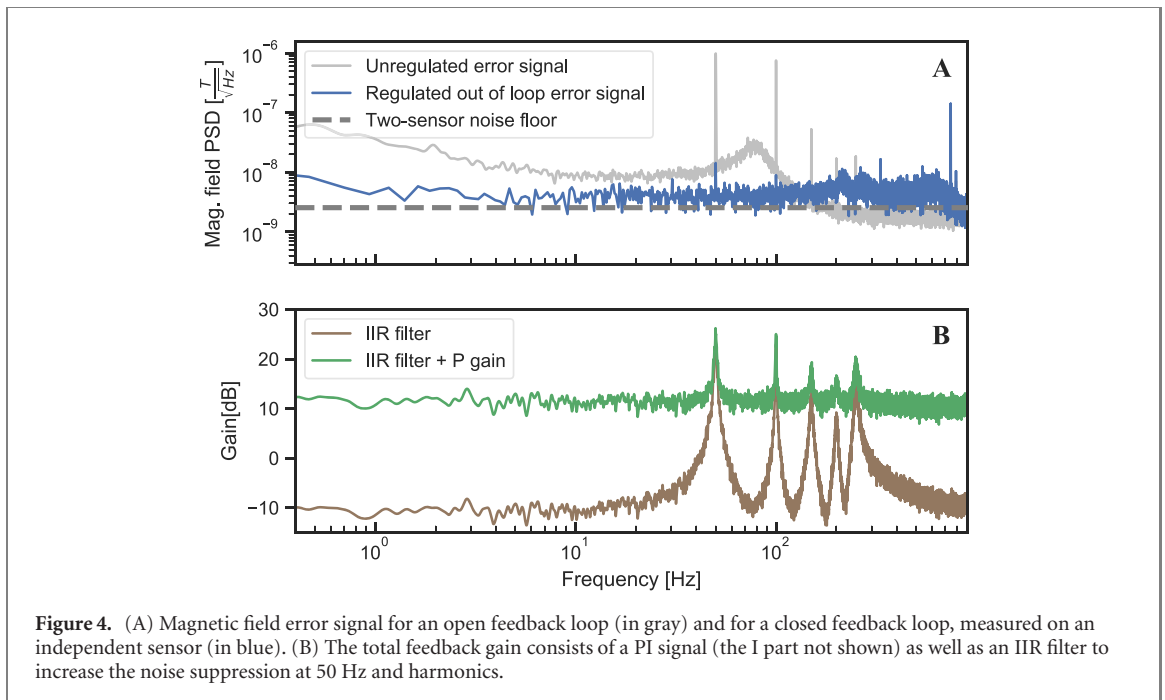 10⁻⁶
10⁻⁷
10⁻⁸
10⁻⁹
Mag. field PSD [T/√Hz]
Unregulated error signal
Regulated out of loop error signal
Two-sensor noise floor
A
30
20
10
0
−10
Gain[dB]
IIR filter
IIR filter + P gain
B
10⁰ 10¹ 10²
Frequency [Hz]
Figure 4. (A) Magnetic field error signal for an open feedback loop (in gray) and for a closed feedback loop, measured on an
independent sensor (in blue). (B) The total feedback gain consists of a PI signal (the I part not shown) as well as an IIR filter to
increase the noise suppression at 50 Hz and harmonics.